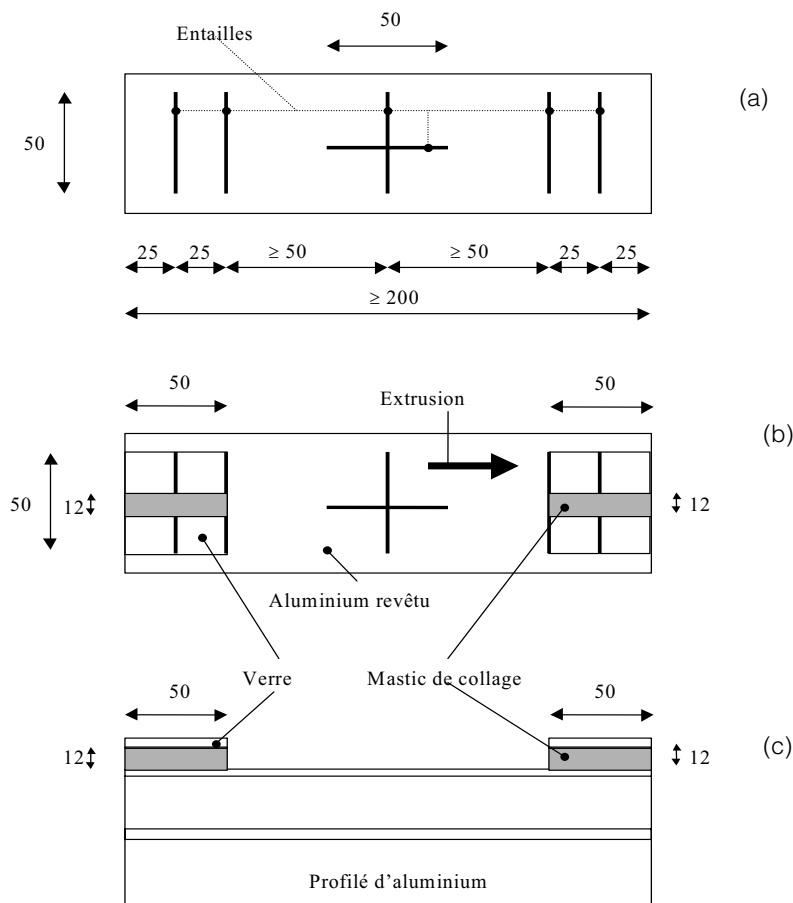 50
Entailles
(a)
50
25 25 ≥ 50 ≥ 50 25 25
≥ 200
50 50
Extrusion
(b)
50 12 12
Aluminium revêtu
Verre Mastic de collage
50 50
12 12 (c)
Profilé d'aluminium